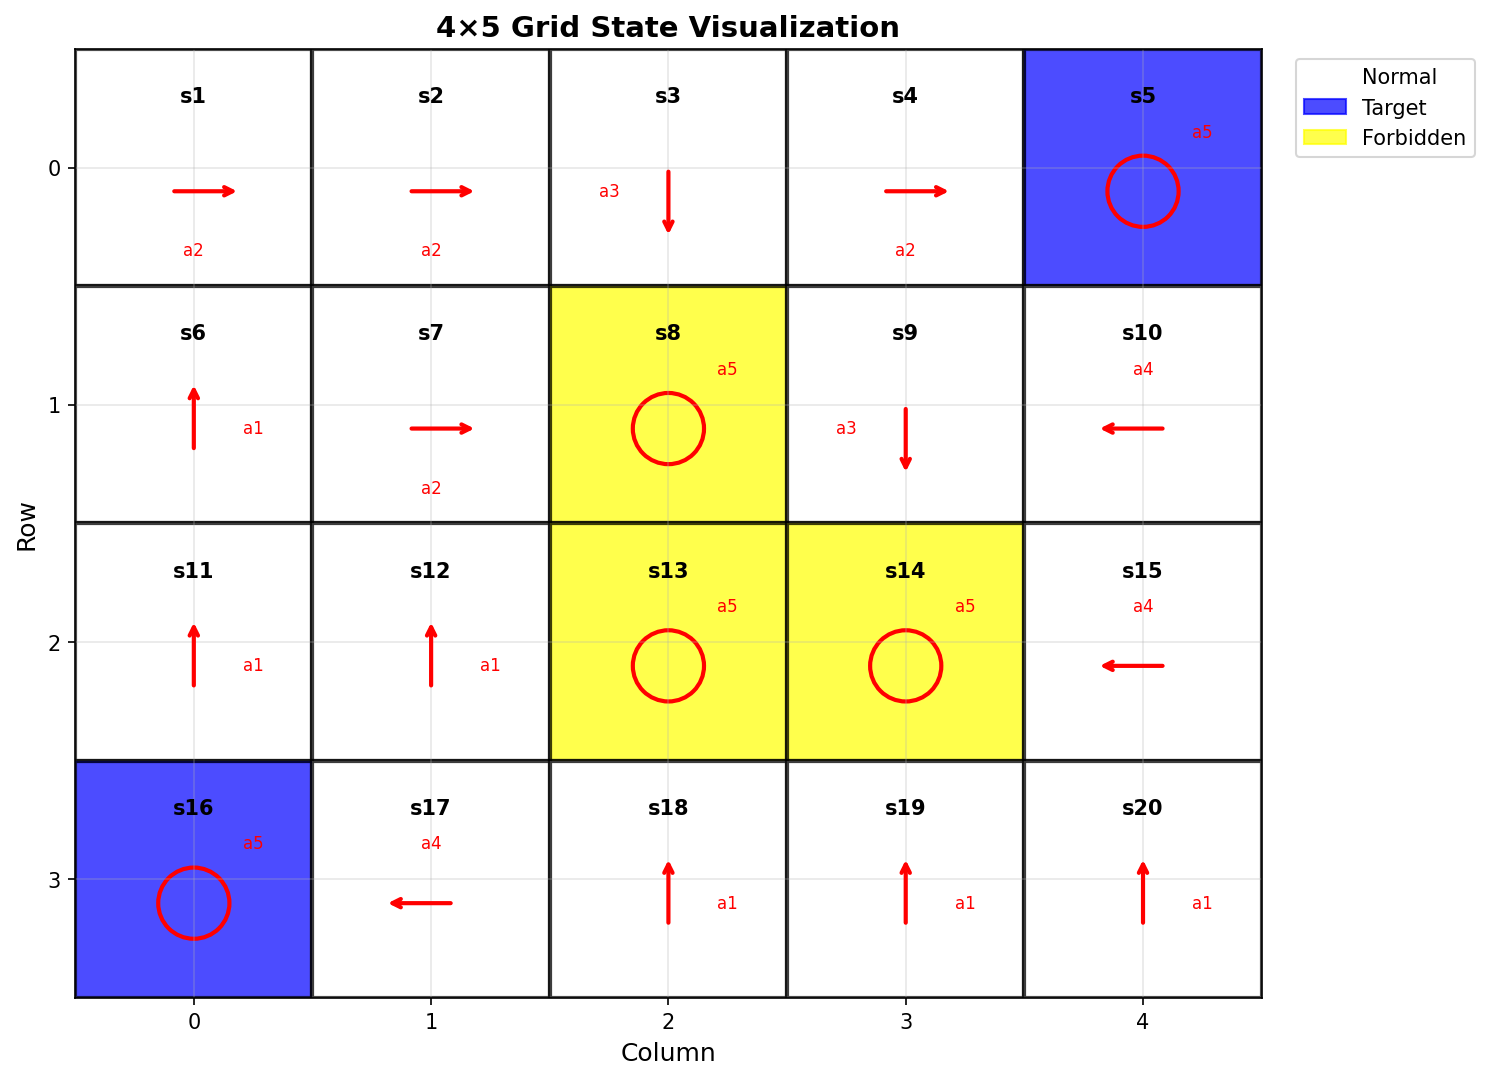 4×5 Grid State Visualization
Normal
Target
Forbidden
s1
s2
s3
s4
s5
a5
0
a3
a2
a2
a2
s6
s7
s8
s9
s10
a5
a4
1
a1
a3
a2
Row
s11
s12
s13
s14
s15
a5
a5
a4
2
a1
a1
s16
s17
s18
s19
s20
a5
a4
3
a1
a1
a1
0
1
2
3
4
Column